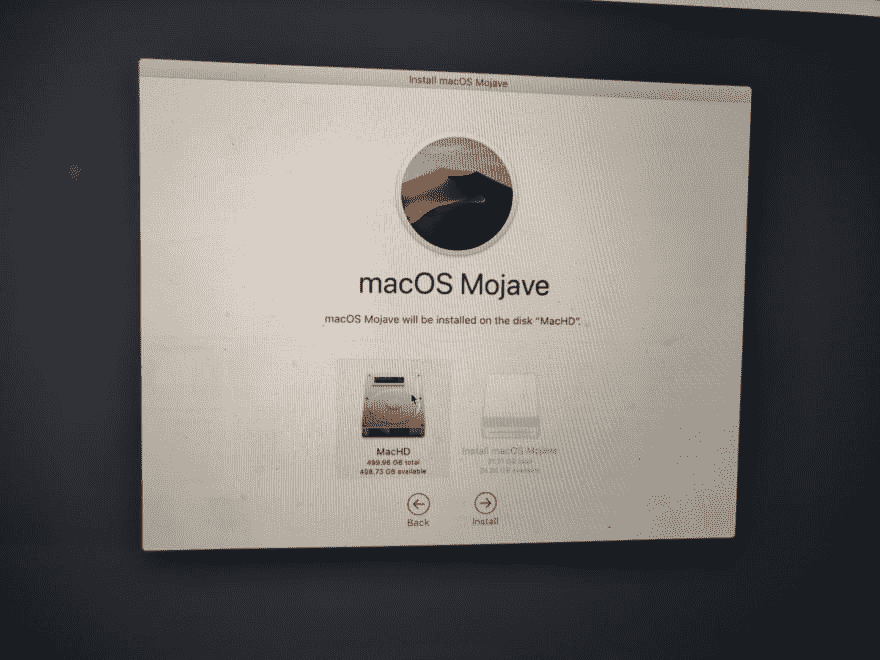 Install macOS Mojave
macOS Mojave
macOS Mojave will be installed on the disk “MacHD”.
MacHD
499.96 GB total
498.73 GB available
Install macOS Mojave
Back
Install